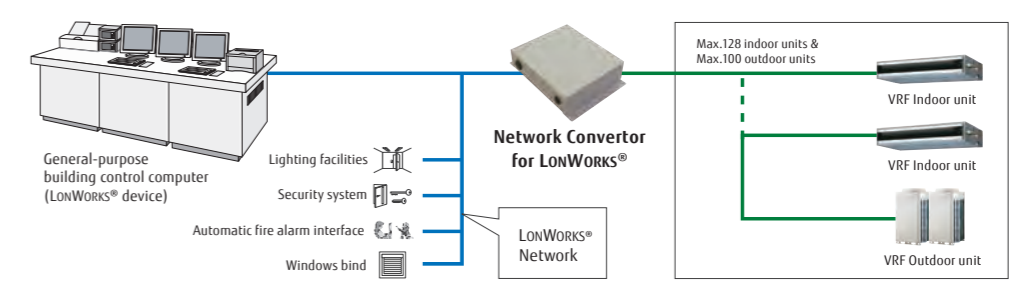 General-purpose
building control computer
(LONWORKS® device)
Lighting facilities
Security system
Automatic fire alarm interface
Windows bind
LONWORKS®
Network
Network Convertor
for LONWORKS®
Max.128 indoor units &
Max.100 outdoor units
VRF Indoor unit
VRF Indoor unit
VRF Outdoor unit